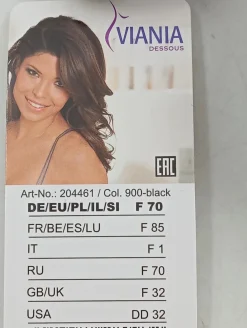 VIANIA
DESSOUS
EAC
Art-No.: 204461 / Col. 900-black
DE/EU/PL/IL/SI F 70
FR/BE/ES/LU F 85
IT F 1
RU F 70
GB/UK F 32
USA DD 32